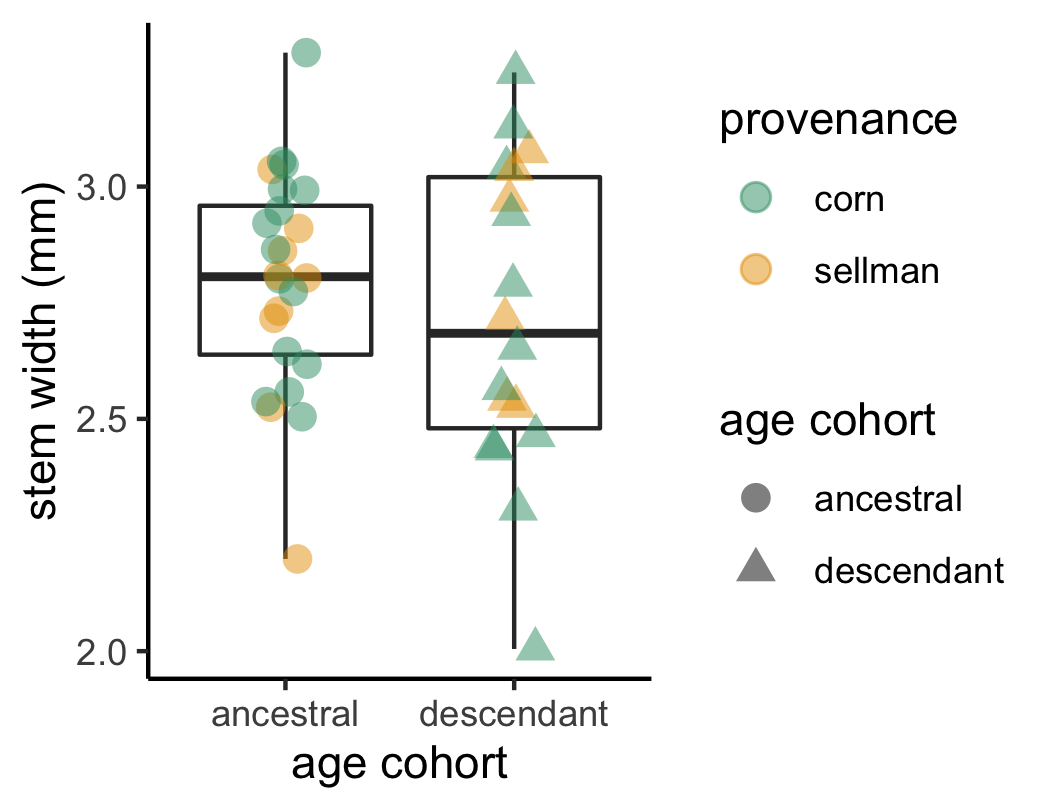 stem width (mm)
3.0
2.5
2.0
ancestral descendant
age cohort
provenance
corn
sellman
age cohort
ancestral
descendant